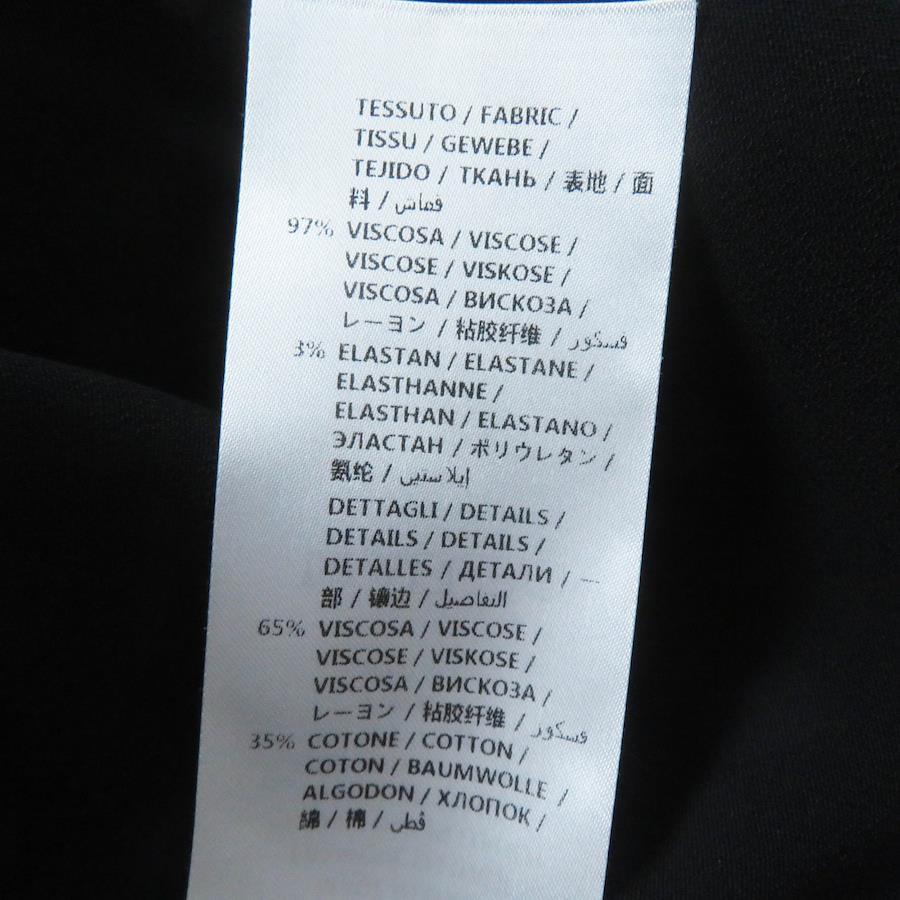 TESSUTO / FABRIC /
TISSU / GEWEBE /
TEJIDO / ТКАНЬ / 表地 / 面
料 / قماش
97% VISCOSA / VISCOSE /
VISCOSE / VISKOSE /
VISCOSA / ВИСКОЗА /
レーヨン / 粘胶纤维 / فسكور
3% ELASTAN / ELASTANE /
ELASTHANNE /
ELASTHAN / ELASTANO /
ЭЛАСТАН / ポリウレタン /
氨纶 / إيلاستين
DETTAGLI / DETAILS /
DETAILS / DETAILS /
DETALLES / ДЕТАЛИ / 一
部 / 镶边 / التفاصيل
65% VISCOSA / VISCOSE /
VISCOSE / VISKOSE /
VISCOSA / ВИСКОЗА /
レーヨン / 粘胶纤维 / فسكور
35% COTONE / COTTON /
COTON / BAUMWOLLE /
ALGODON / ХЛОПОК /
綿 / 棉 / قطن